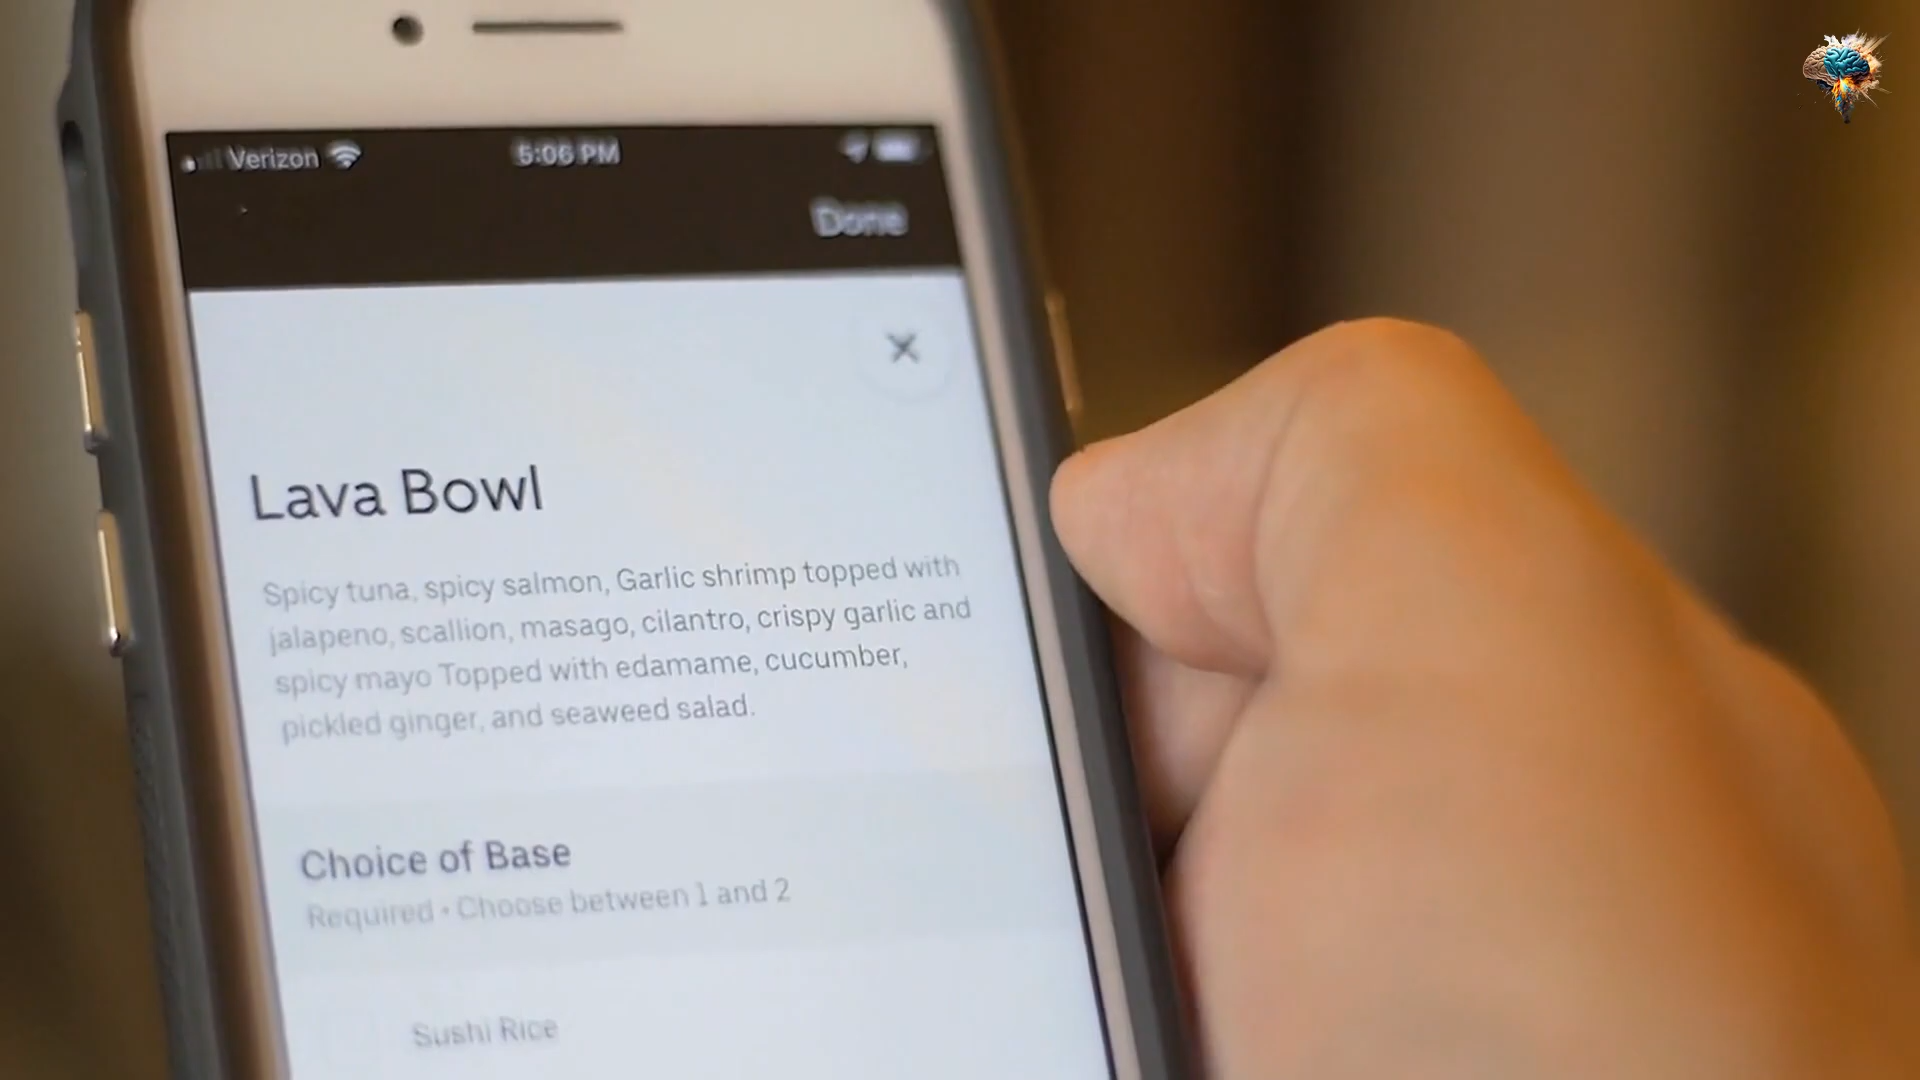 Verizon 5:06 PM
Done
Lava Bowl
Spicy tuna, spicy salmon, Garlic shrimp topped with
jalapeno, scallion, masago, cilantro, crispy garlic and
spicy mayo Topped with edamame, cucumber,
pickled ginger, and seaweed salad.
Choice of Base
Required • Choose between 1 and 2
Sushi Rice